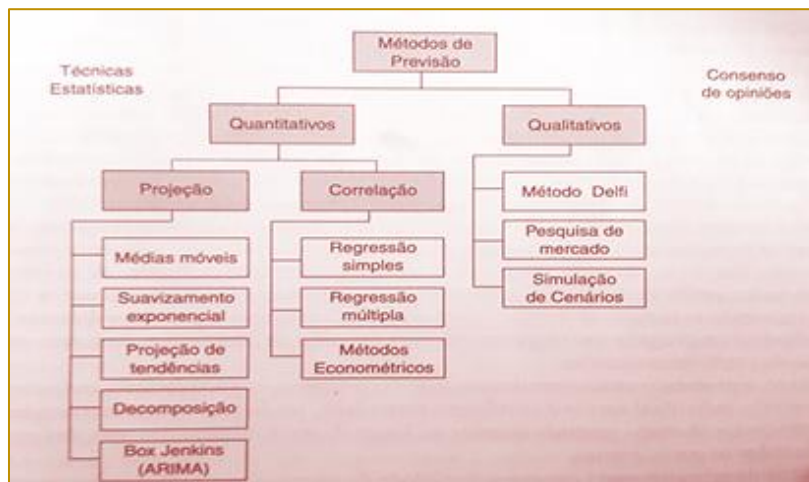 Métodos de
Previsão
Técnicas
Estatísticas
Consenso
de opiniões
Quantitativos
Qualitativos
Projeção
Correlação
Médias móveis
Suavizamento
exponencial
Projeção de
tendências
Decomposição
Box Jenkins
(ARIMA)
Regressão
simples
Regressão
múltipla
Métodos
Econométricos
Método Delfi
Pesquisa de
mercado
Simulação
de Cenários